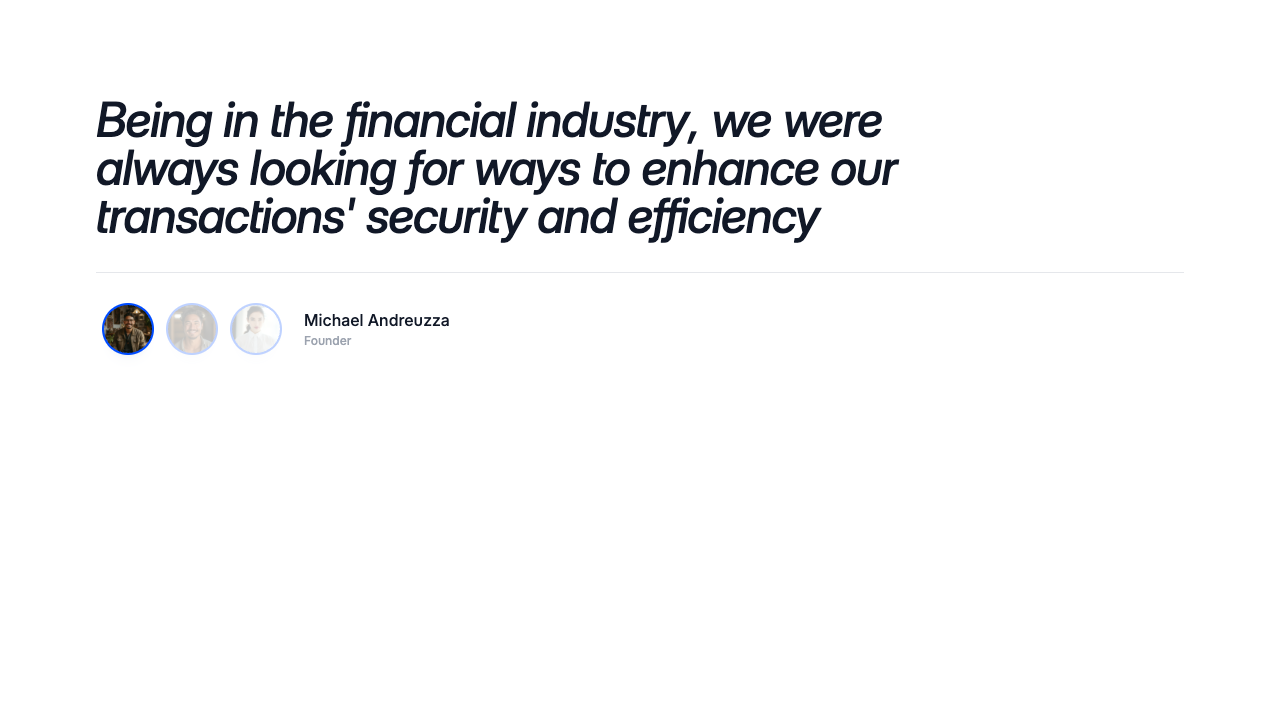 Being in the financial industry, we were
always looking for ways to enhance our
transactions' security and efficiency
Michael Andreuzza
Founder